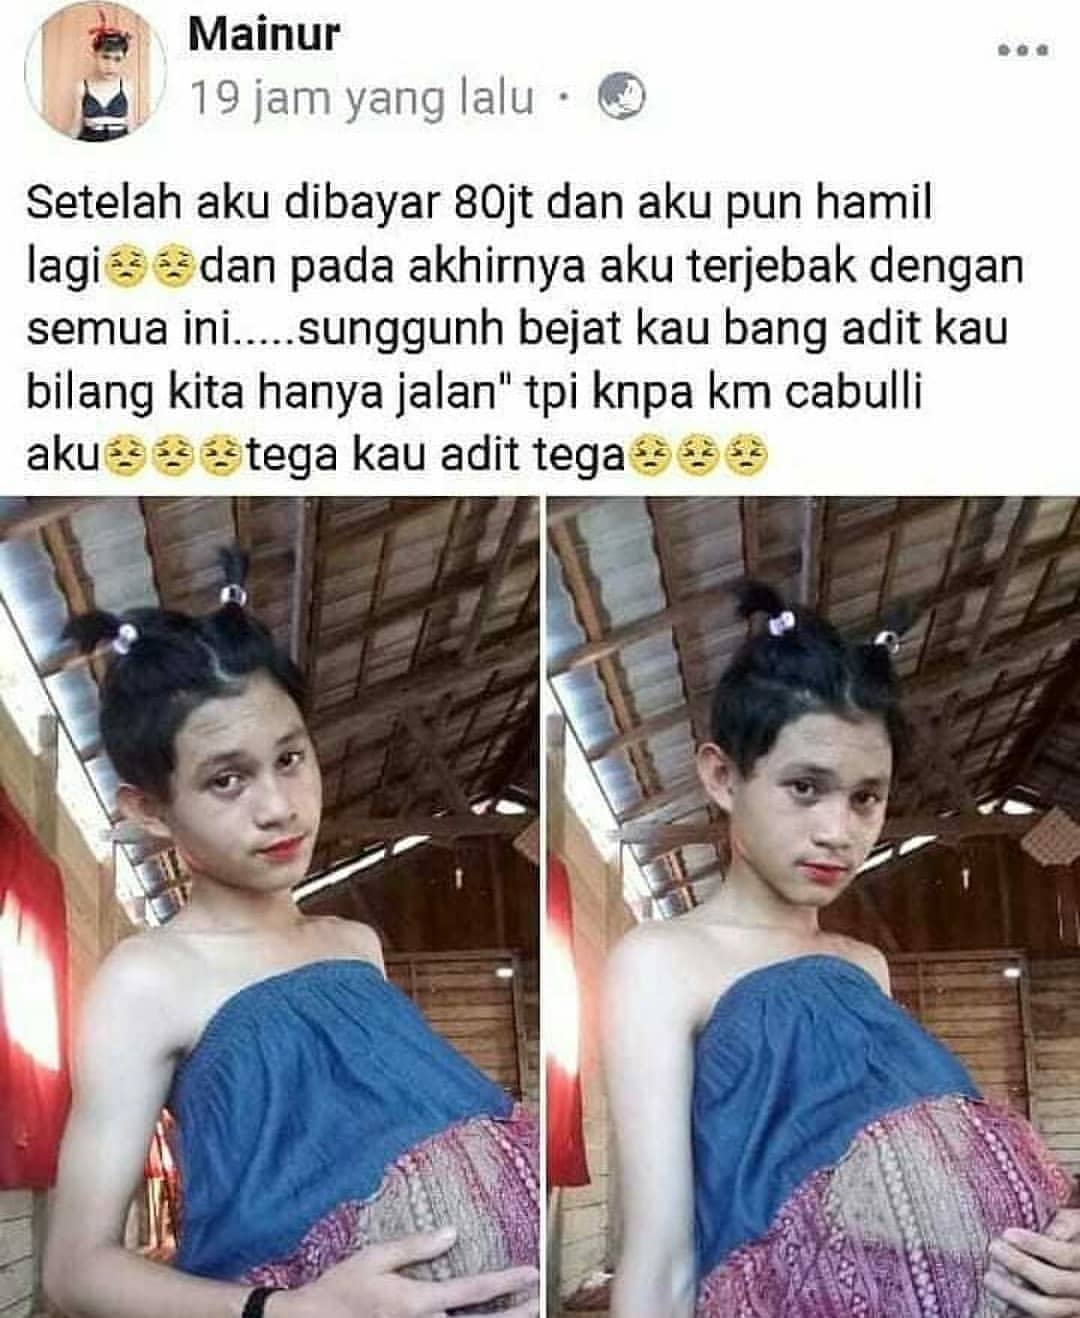 Mainur
19 jam yang lalu ·
Setelah aku dibayar 80jt dan aku pun hamil
lagi😣😣dan pada akhirnya aku terjebak dengan
semua ini.....sunggunh bejat kau bang adit kau
bilang kita hanya jalan" tpi knpa km cabulli
aku😣😣😣tega kau adit tega😣😣😣